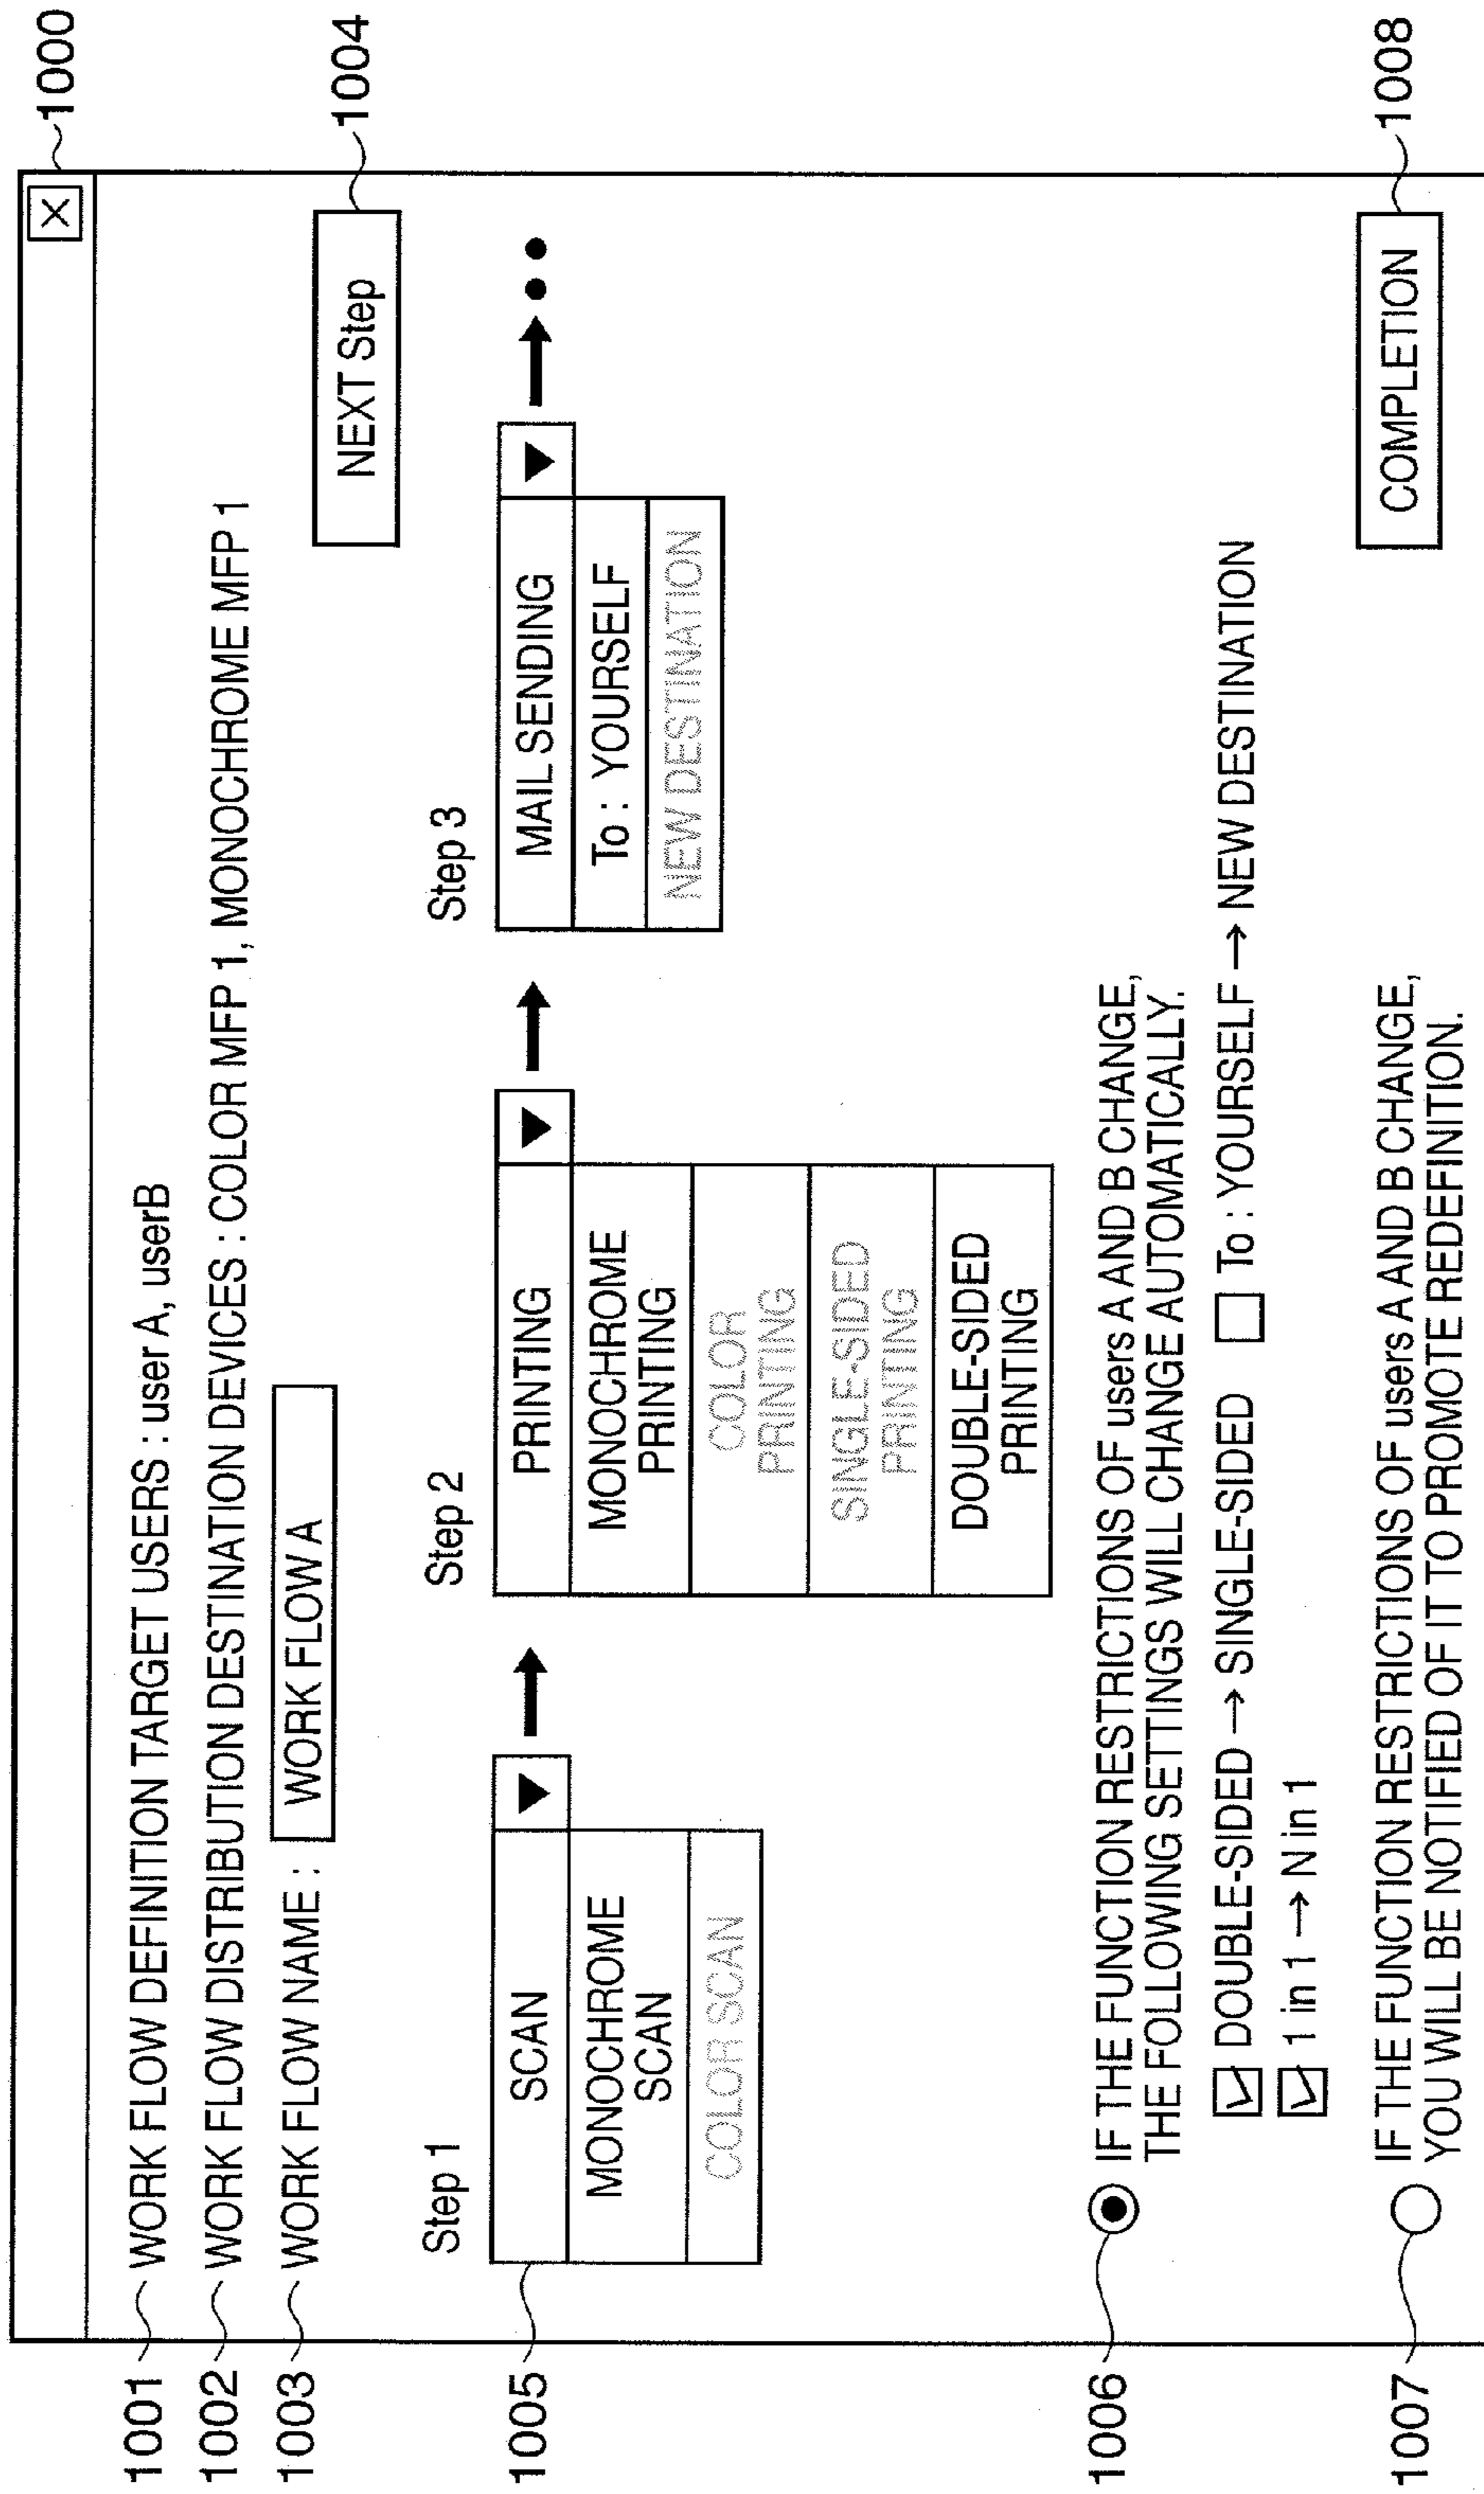 1000
X
1001
WORK FLOW DEFINITION TARGET USERS : user A, userB
1002
WORK FLOW DISTRIBUTION DESTINATION DEVICES : COLOR MFP 1, MONOCHROME MFP 1
1003
WORK FLOW NAME : WORK FLOW A
NEXT Step
1004
Step 1
1005
SCAN ▼
MONOCHROME
SCAN
COLOR SCAN
→
Step 2
PRINTING ▼
MONOCHROME
PRINTING
COLOR
PRINTING
SINGLE-SIDED
PRINTING
DOUBLE-SIDED
PRINTING
→
Step 3
MAIL SENDING ▼
To : YOURSELF
NEW DESTINATION
→ ●●
1006
IF THE FUNCTION RESTRICTIONS OF users A AND B CHANGE,
THE FOLLOWING SETTINGS WILL CHANGE AUTOMATICALLY.
☑ DOUBLE-SIDED → SINGLE-SIDED ☐ To : YOURSELF → NEW DESTINATION
☑ 1 in 1 → N in 1
1007
IF THE FUNCTION RESTRICTIONS OF users A AND B CHANGE,
YOU WILL BE NOTIFIED OF IT TO PROMOTE REDEFINITION.
COMPLETION
1008